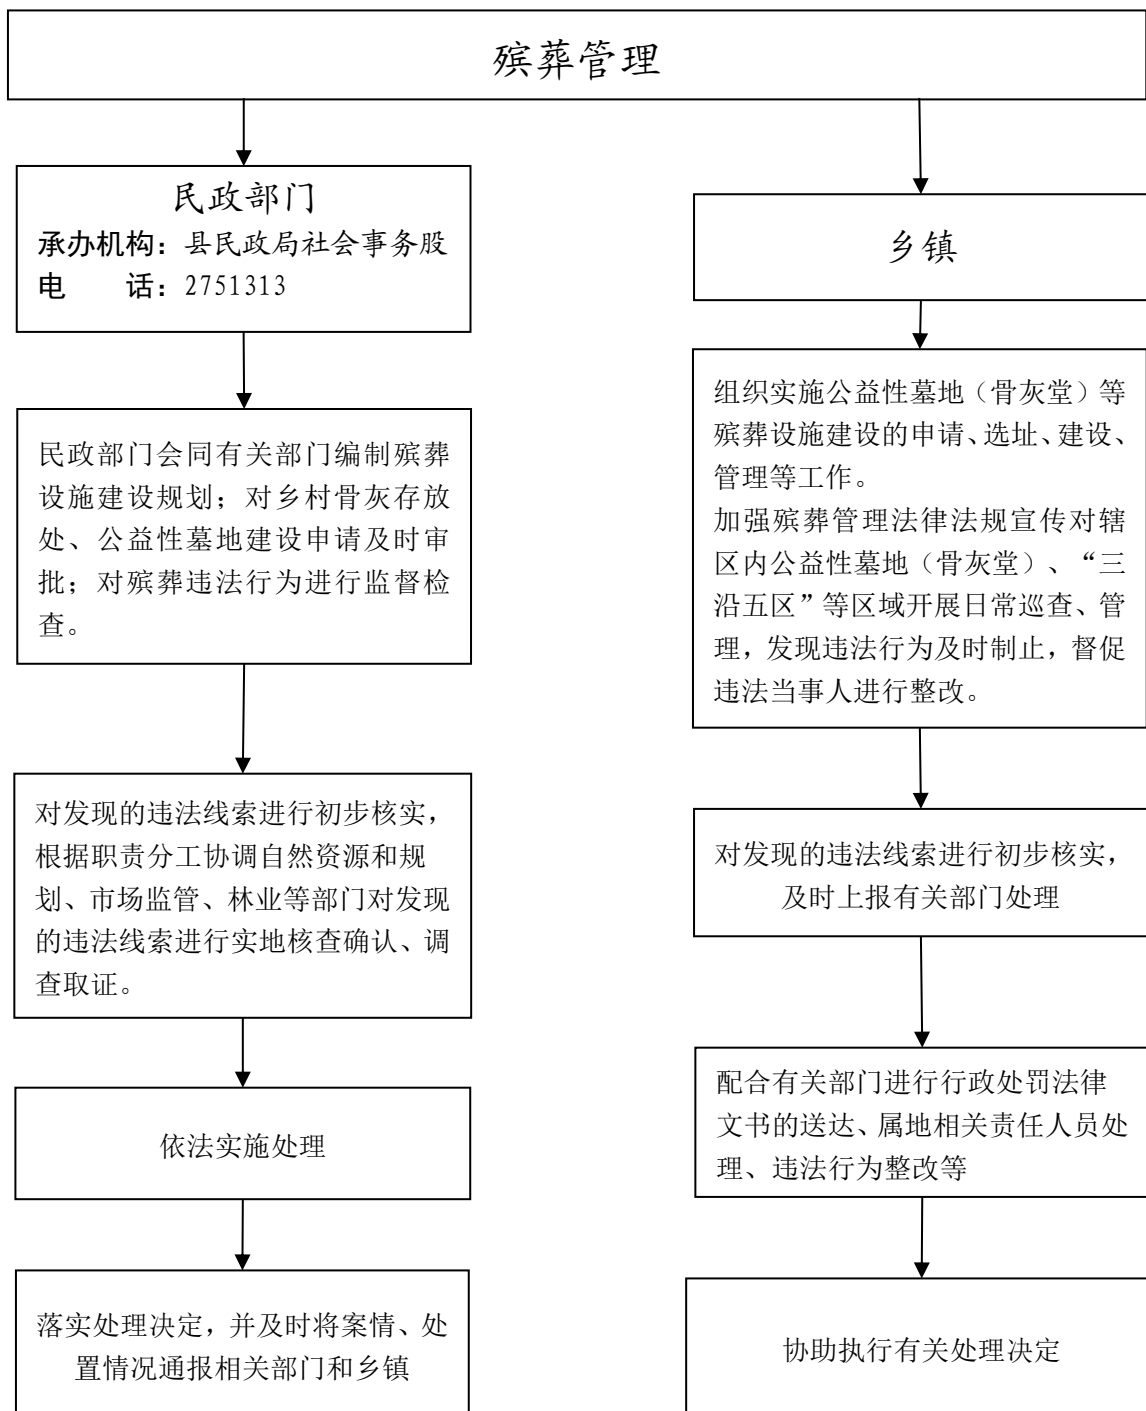 殡葬管理
民政部门
承办机构：县民政局社会事务股
电　　话：2751313
民政部门会同有关部门编制殡葬
设施建设规划；对乡村骨灰存放
处、公益性墓地建设申请及时审
批；对殡葬违法行为进行监督检
查。
对发现的违法线索进行初步核实，
根据职责分工协调自然资源和规
划、市场监管、林业等部门对发现
的违法线索进行实地核查确认、调
查取证。
依法实施处理
落实处理决定，并及时将案情、处
置情况通报相关部门和乡镇
乡镇
组织实施公益性墓地（骨灰堂）等
殡葬设施建设的申请、选址、建设、
管理等工作。
加强殡葬管理法律法规宣传对辖
区内公益性墓地（骨灰堂）、“三
沿五区”等区域开展日常巡查、管
理，发现违法行为及时制止，督促
违法当事人进行整改。
对发现的违法线索进行初步核实，
及时上报有关部门处理
配合有关部门进行行政处罚法律
文书的送达、属地相关责任人员处
理、违法行为整改等
协助执行有关处理决定